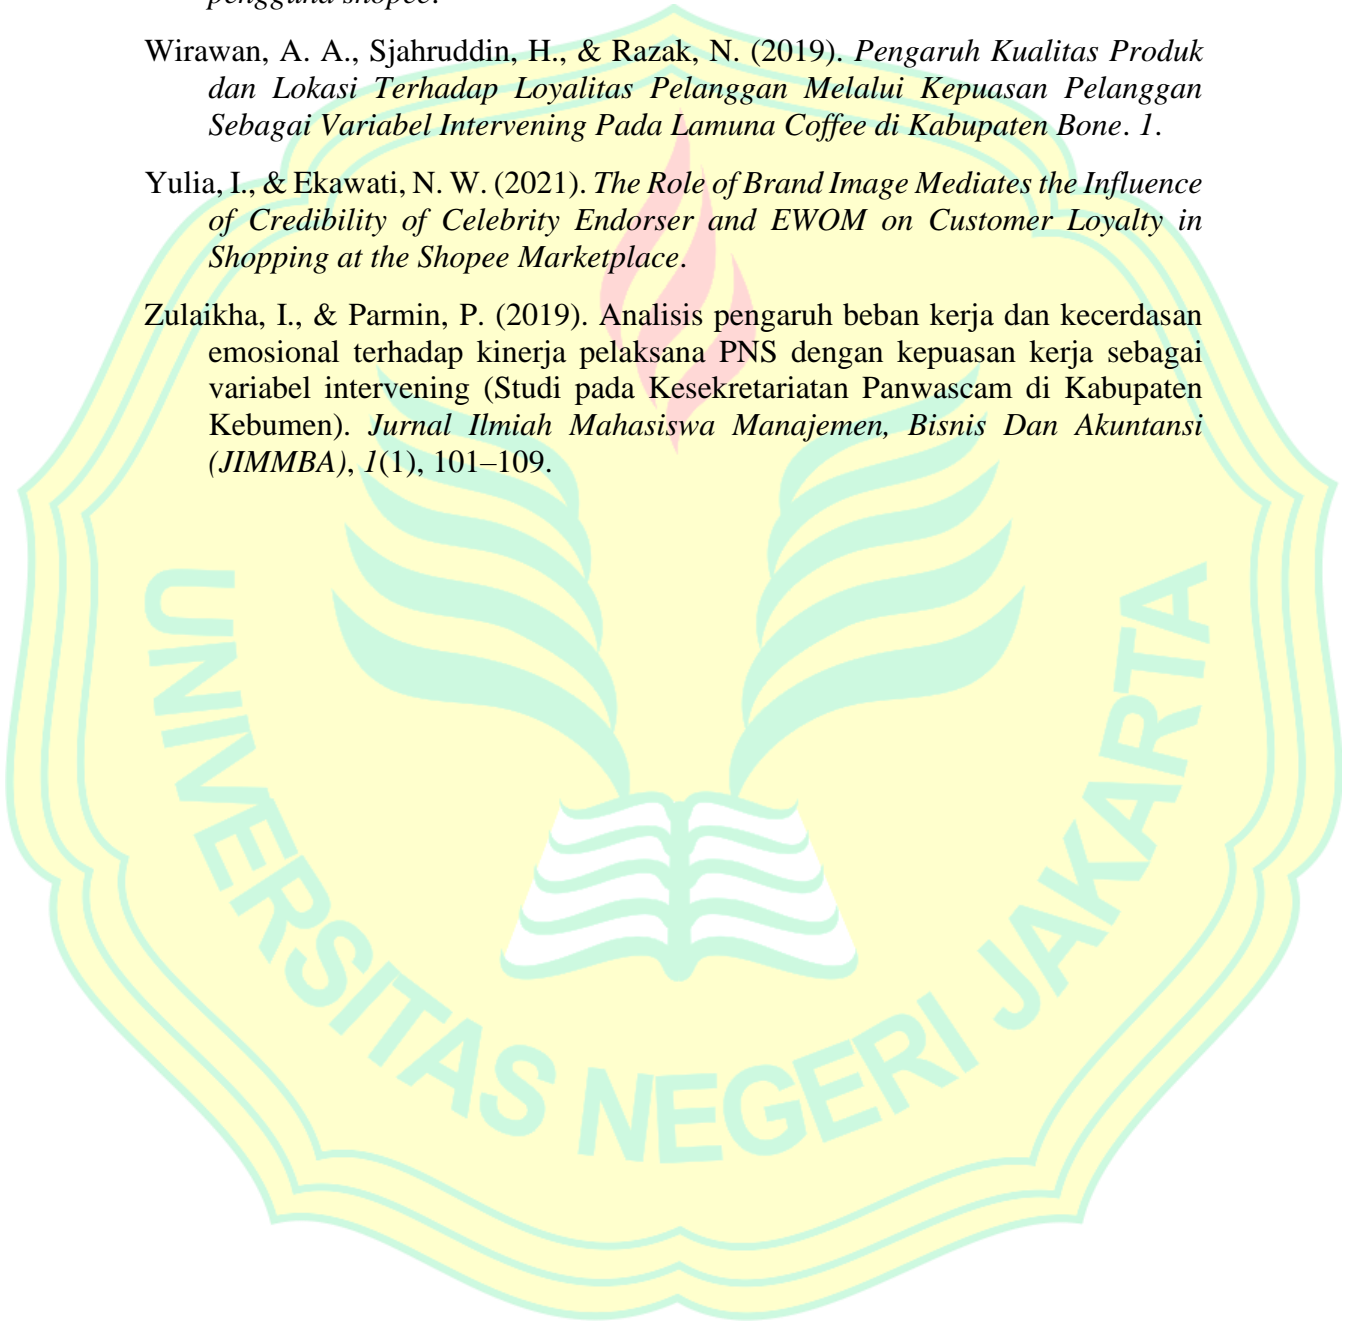 pengguna shopee.
Wirawan, A. A., Sjahruddin, H., & Razak, N. (2019). Pengaruh Kualitas Produk
dan Lokasi Terhadap Loyalitas Pelanggan Melalui Kepuasan Pelanggan
Sebagai Variabel Intervening Pada Lamuna Coffee di Kabupaten Bone. 1.
Yulia, I., & Ekawati, N. W. (2021). The Role of Brand Image Mediates the Influence
of Credibility of Celebrity Endorser and EWOM on Customer Loyalty in
Shopping at the Shopee Marketplace.
Zulaikha, I., & Parmin, P. (2019). Analisis pengaruh beban kerja dan kecerdasan
emosional terhadap kinerja pelaksana PNS dengan kepuasan kerja sebagai
variabel intervening (Studi pada Kesekretariatan Panwascam di Kabupaten
Kebumen). Jurnal Ilmiah Mahasiswa Manajemen, Bisnis Dan Akuntansi
(JIMMBA), 1(1), 101–109.
UNIVERSITAS NEGERI JAKARTA